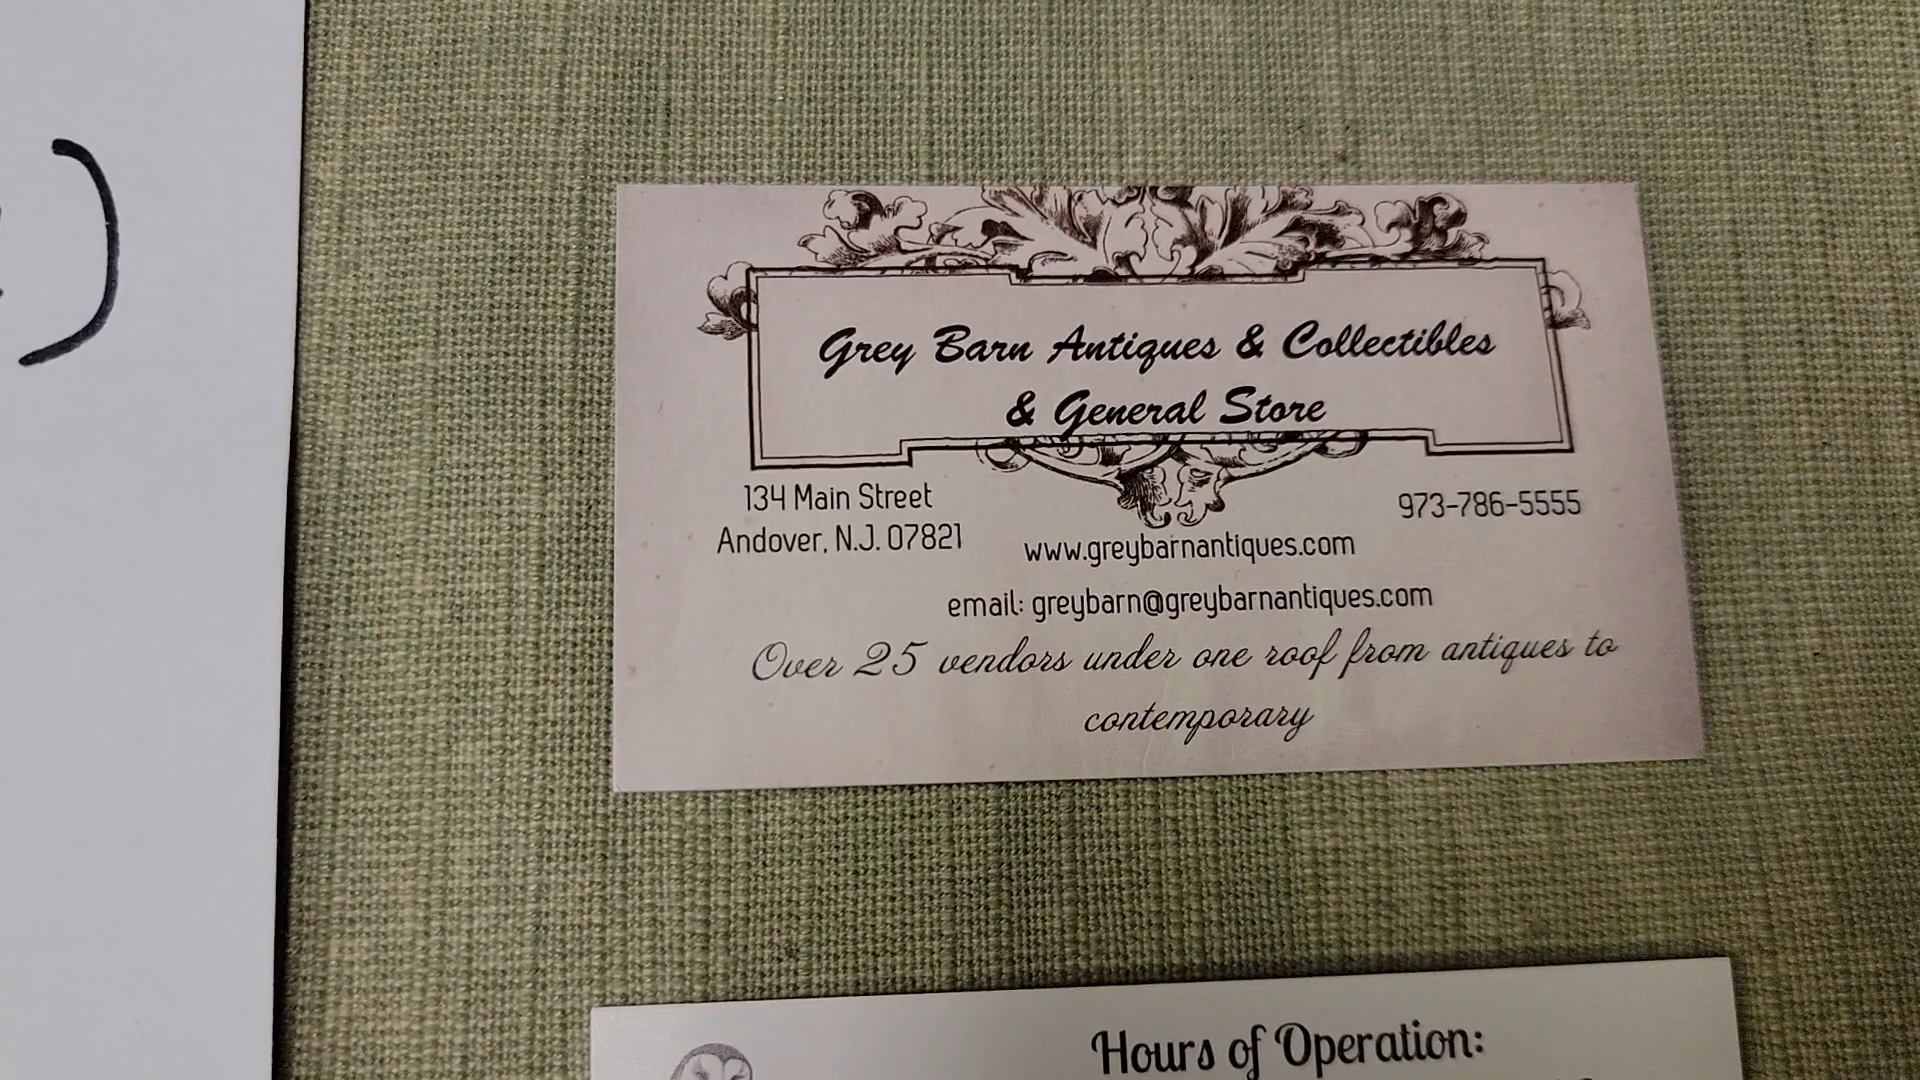 )
Grey Barn Antiques & Collectibles
& General Store
134 Main Street
Andover, N.J. 07821
973-786-5555
www.greybarnantiques.com
email: greybarn@greybarnantiques.com
Over 25 vendors under one roof from antiques to
contemporary
Hours of Operation: